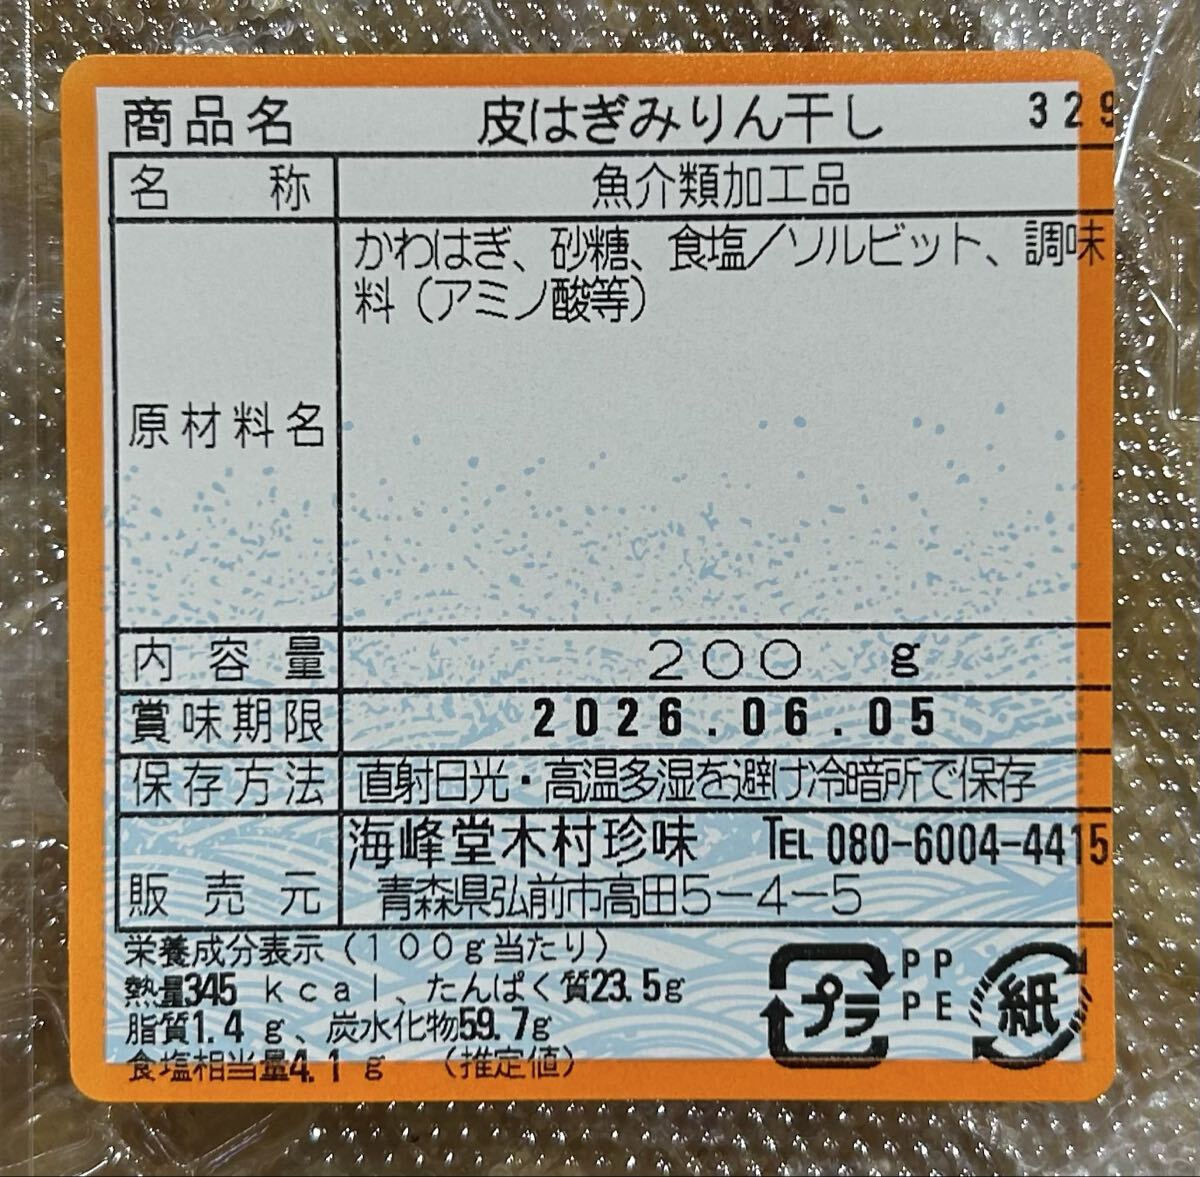 商品名 皮はぎみりん干し 329
名称 魚介類加工品
原材料名 かわはぎ、砂糖、食塩／ソルビット、調味
料（アミノ酸等）
内容量 200 g
賞味期限 2026.06.05
保存方法 直射日光・高温多湿を避け冷暗所で保存
販売元 海峰堂木村珍味 TEL 080-6004-4415
青森県弘前市高田5-4-5
栄養成分表示（100g当たり）
熱量345 kcal、たんぱく質23.5g
脂質1.4g、炭水化物59.7g
食塩相当量4.1g （推定値）
プラ PP PE 紙